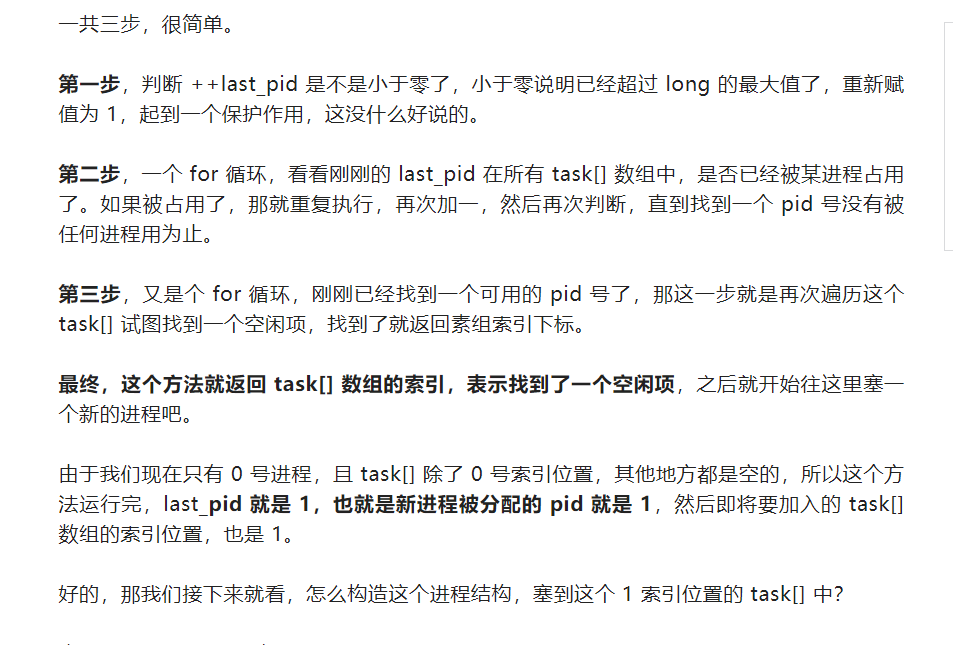 一共三步，很简单。
第一步，判断 ++last_pid 是不是小于零了，小于零说明已经超过 long 的最大值了，重新赋
值为 1，起到一个保护作用，这没什么好说的。
第二步，一个 for 循环，看看刚刚的 last_pid 在所有 task[] 数组中，是否已经被某进程占用
了。如果被占用了，那就重复执行，再次加一，然后再次判断，直到找到一个 pid 号没有被
任何进程用为止。
第三步，又是个 for 循环，刚刚已经找到一个可用的 pid 号了，那这一步就是再次遍历这个
task[] 试图找到一个空闲项，找到了就返回素组索引下标。
最终，这个方法就返回 task[] 数组的索引，表示找到了一个空闲项，之后就开始往这里塞一
个新的进程吧。
由于我们现在只有 0 号进程，且 task[] 除了 0 号索引位置，其他地方都是空的，所以这个方
法运行完，last_pid 就是 1，也就是新进程被分配的 pid 就是 1，然后即将要加入的 task[]
数组的索引位置，也是 1。
好的，那我们接下来就看，怎么构造这个进程结构，塞到这个 1 索引位置的 task[] 中？